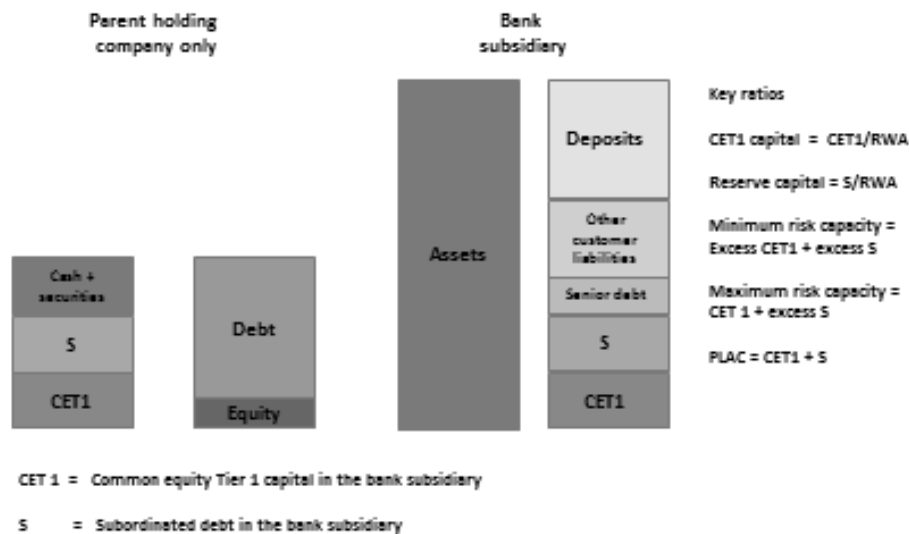 Parent holding
company only
Bank
subsidiary
Cash +
securities
S
CET1
Debt
Equity
Assets
Deposits
Other
customer
liabilities
Senior debt
S
CET1
Key ratios
CET1 capital = CET1/RWA
Reserve capital = S/RWA
Minimum risk capacity =
Excess CET1 + excess S
Maximum risk capacity =
CET 1 + excess S
PLAC = CET1 + S
CET 1 = Common equity Tier 1 capital in the bank subsidiary
S = Subordinated debt in the bank subsidiary